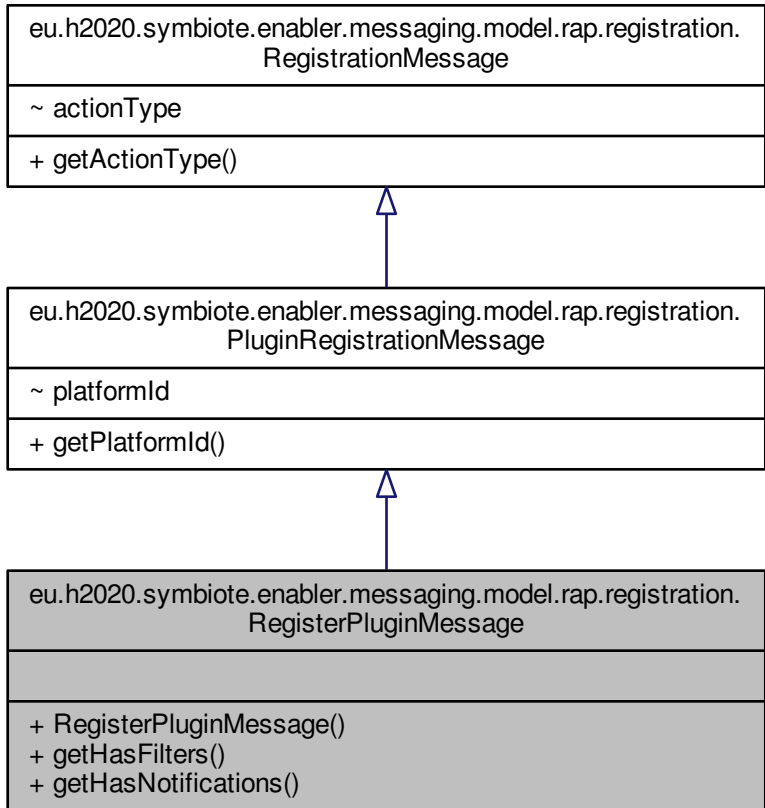 eu.h2020.symbiote.enabler.messaging.model.rap.registration.
RegistrationMessage
~ actionType
+ getActionType()
eu.h2020.symbiote.enabler.messaging.model.rap.registration.
PluginRegistrationMessage
~ platformId
+ getPlatformId()
eu.h2020.symbiote.enabler.messaging.model.rap.registration.
RegisterPluginMessage
+ RegisterPluginMessage()
+ getHasFilters()
+ getHasNotifications()